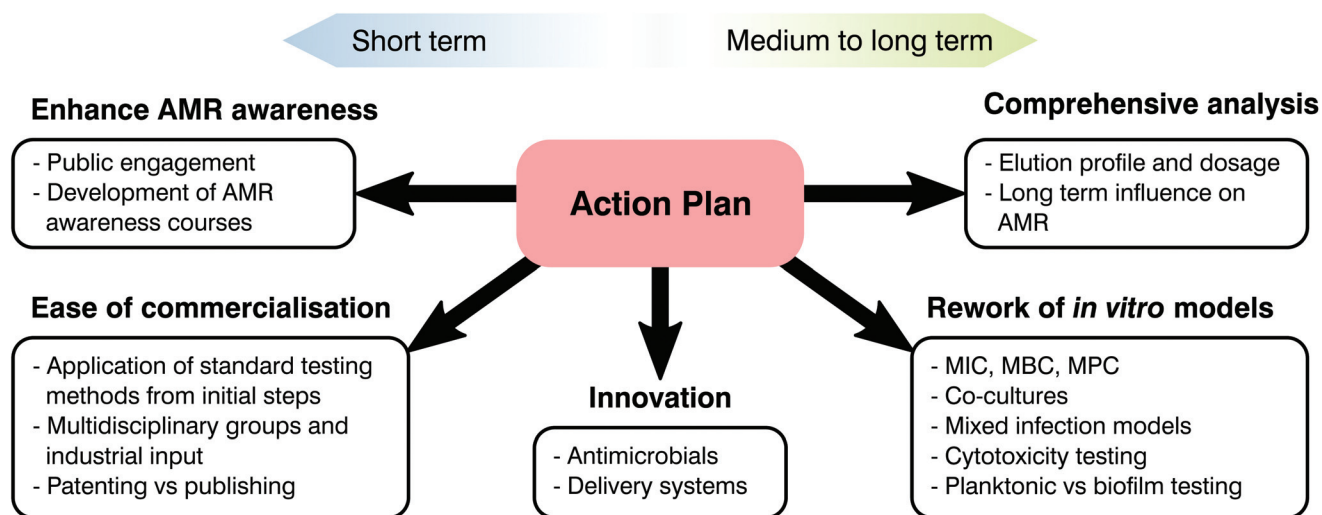 Short term
Medium to long term
Enhance AMR awareness
- Public engagement
- Development of AMR
awareness courses
Action Plan
Comprehensive analysis
- Elution profile and dosage
- Long term influence on
AMR
Ease of commercialisation
- Application of standard testing
methods from initial steps
- Multidisciplinary groups and
industrial input
- Patenting vs publishing
Innovation
- Antimicrobials
- Delivery systems
Rework of in vitro models
- MIC, MBC, MPC
- Co-cultures
- Mixed infection models
- Cytotoxicity testing
- Planktonic vs biofilm testing